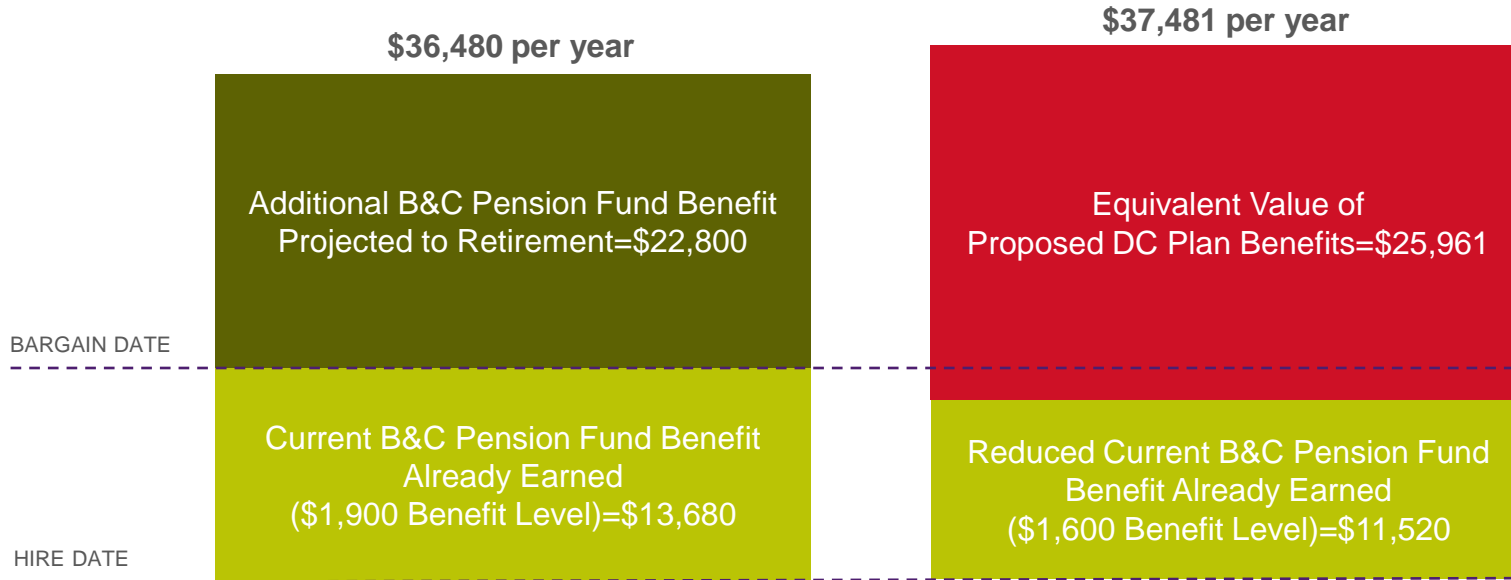 $36,480 per year
Additional B&C Pension Fund Benefit
Projected to Retirement=$22,800
Current B&C Pension Fund Benefit
Already Earned
($1,900 Benefit Level)=$13,680
$37,481 per year
Equivalent Value of
Proposed DC Plan Benefits=$25,961
Reduced Current B&C Pension Fund
Benefit Already Earned
($1,600 Benefit Level)=$11,520
BARGAIN DATE
HIRE DATE